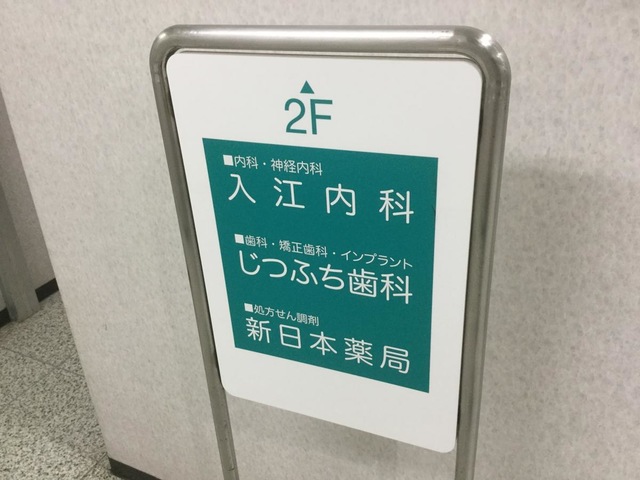 ▲
2F
■内科・神経内科
入江内科
■歯科・矯正歯科・インプラント
じつふち歯科
■処方せん調剤
新日本薬局